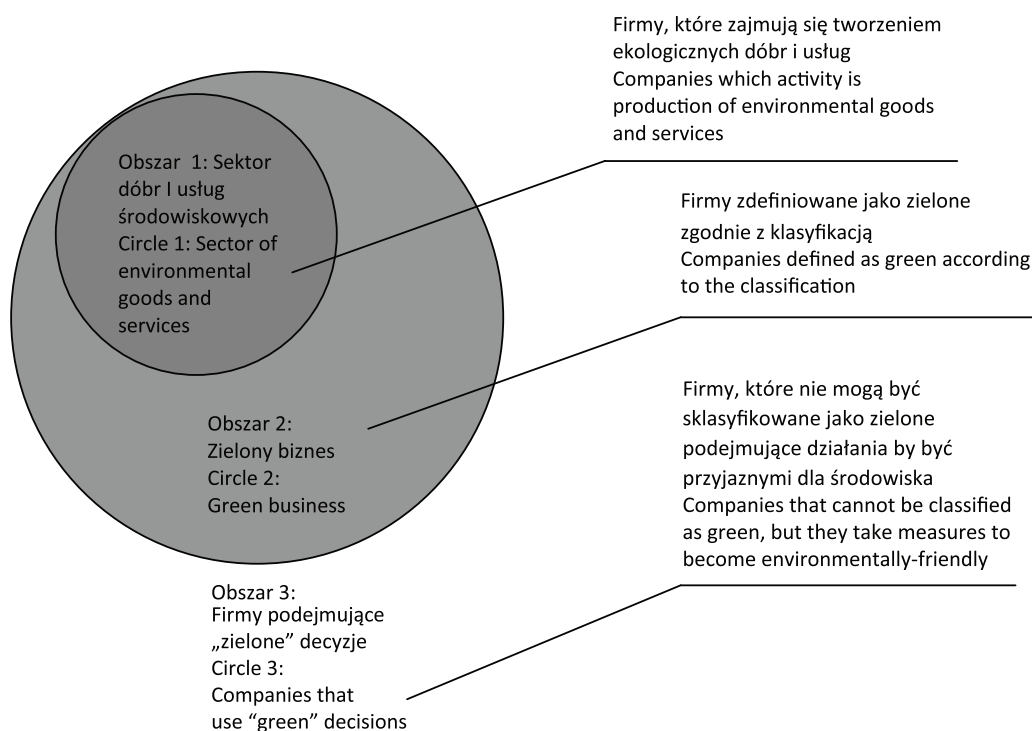 Firmy, które zajmują się tworzeniem
ekologicznych dóbr i usług
Companies which activity is
production of environmental goods
and services
Obszar 1: Sektor
dóbr I usług
środowiskowych
Circle 1: Sector of
environmental
goods and
services
Firmy zdefiniowane jako zielone
zgodnie z klasyfikacją
Companies defined as green according
to the classification
Obszar 2:
Zielony biznes
Circle 2:
Green business
Firmy, które nie mogą być
sklasyfikowane jako zielone
podejmujące działania by być
przyjaznymi dla środowiska
Companies that cannot be classified
as green, but they take measures to
become environmentally-friendly
Obszar 3:
Firmy podejmujące
„zielone” decyzje
Circle 3:
Companies that
use “green” decisions